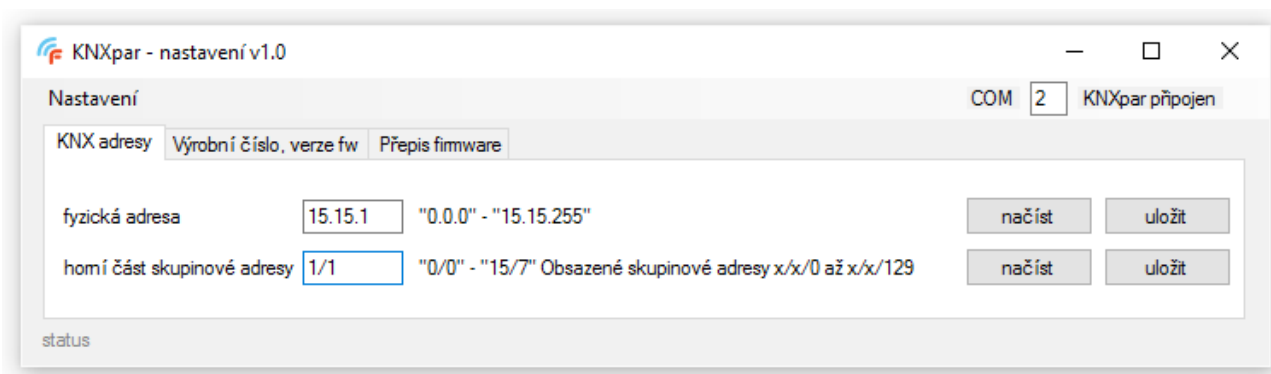 KNXpar - nastavení v1.0
Nastavení COM 2 KNXpar připojen
KNX adresy Výrobní číslo, verze fw Přepis firmware
fyzická adresa 15.15.1 "0.0.0" - "15.15.255" načíst uložit
horní část skupinové adresy 1/1 "0/0" - "15/7" Obsazené skupinové adresy x/x/0 až x/x/129 načíst uložit
status